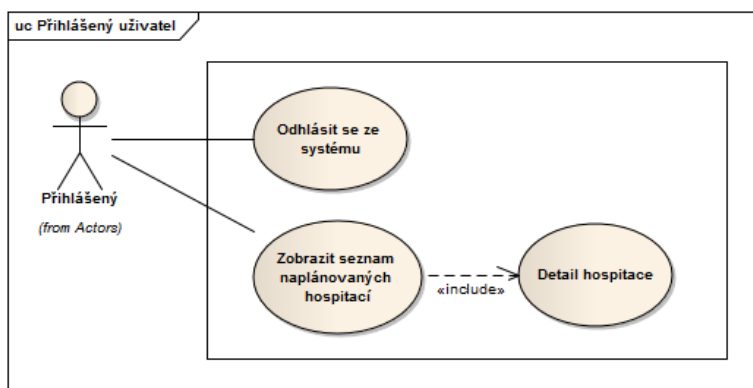 uc Přihlášený uživatel
Odhlásit se ze
systému
Přihlášený
(from Actors)
Zobrazit seznam
naplánovaných
hospitací
«include»
Detail hospitace